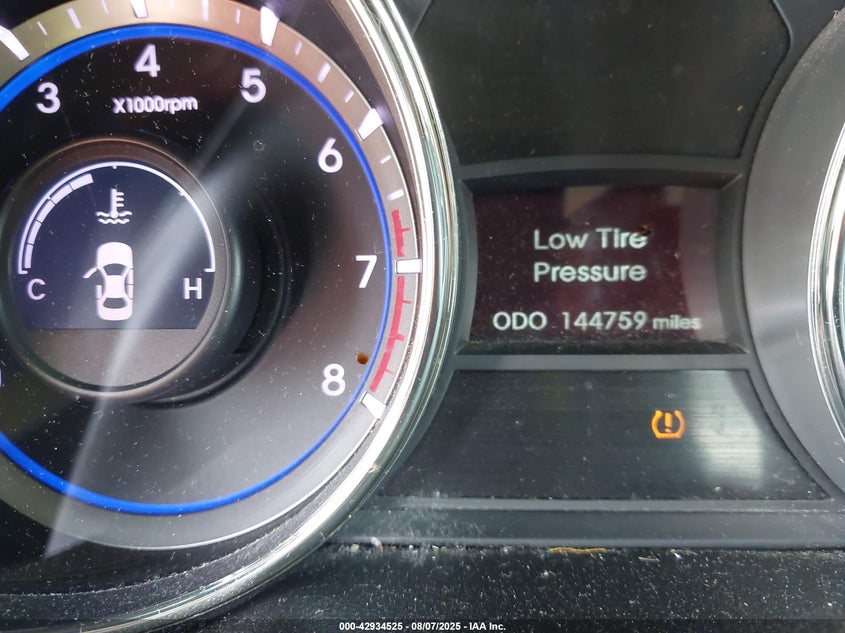 3
4
5
6
7
8
X1000rpm
C
H
Low Tire
Pressure
ODO 144759 miles
000-42934525 - 08/07/2025 - IAA Inc.